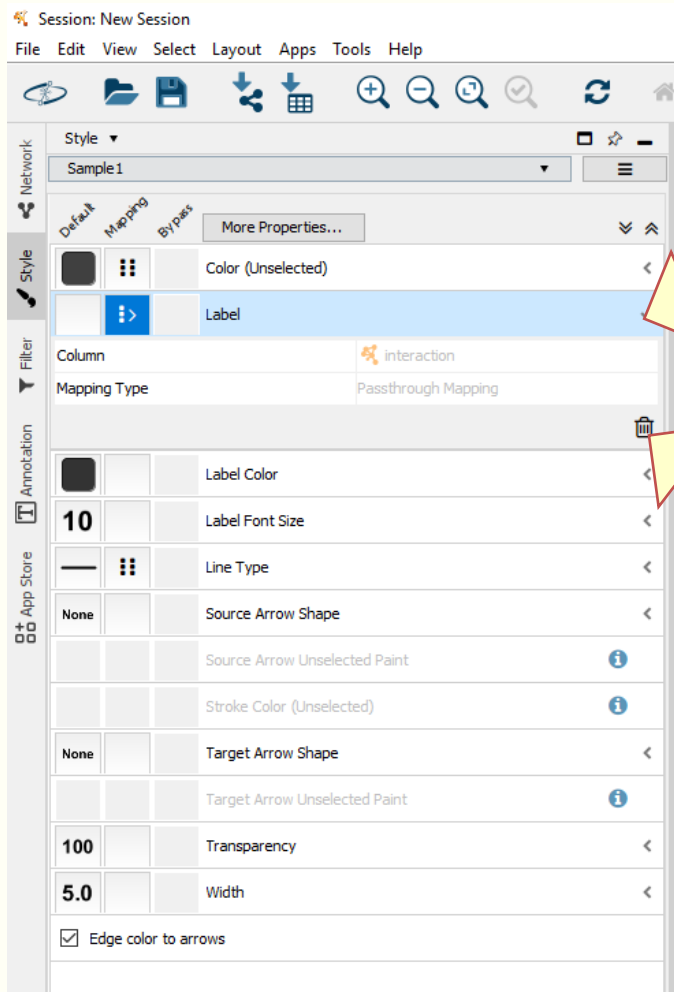 Session: New Session
File Edit View Select Layout Apps Tools Help
Network
Style
Filter
Annotation
App Store
Style
Sample1
Default Mapping Bypass More Properties...
Color (Unselected)
Label
Column interaction
Mapping Type Passthrough Mapping
Label Color
10 Label Font Size
Line Type
None Source Arrow Shape
Source Arrow Unselected Paint
Stroke Color (Unselected)
None Target Arrow Shape
Target Arrow Unselected Paint
100 Transparency
5.0 Width
Edge color to arrows